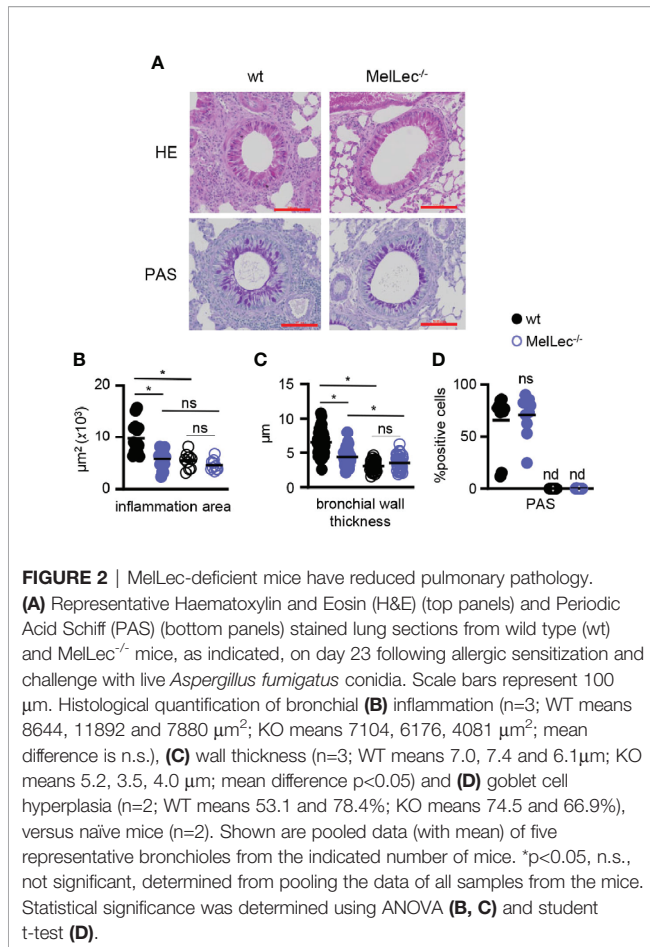 A
wt
MelLec-/-
HE
PAS
wt
MelLec-/-
B
C
D
* ns
* ns
20
10
0
µm² (x10³)
inflammation area
* *
* ns
15
10
5
0
µm
bronchial wall
thickness
ns
100
50
0
%positive cells
nd nd
PAS
FIGURE 2 | MelLec-deficient mice have reduced pulmonary pathology.
(A) Representative Haematoxylin and Eosin (H&E) (top panels) and Periodic
Acid Schiff (PAS) (bottom panels) stained lung sections from wild type (wt)
and MelLec-/- mice, as indicated, on day 23 following allergic sensitization and
challenge with live Aspergillus fumigatus conidia. Scale bars represent 100
µm. Histological quantification of bronchial (B) inflammation (n=3; WT means
8644, 11892 and 7880 µm²; KO means 7104, 6176, 4081 µm²; mean
difference is n.s.), (C) wall thickness (n=3; WT means 7.0, 7.4 and 6.1µm; KO
means 5.2, 3.5, 4.0 µm; mean difference p<0.05) and (D) goblet cell
hyperplasia (n=2; WT means 53.1 and 78.4%; KO means 74.5 and 66.9%),
versus naïve mice (n=2). Shown are pooled data (with mean) of five
representative bronchioles from the indicated number of mice. *p<0.05, n.s.,
not significant, determined from pooling the data of all samples from the mice.
Statistical significance was determined using ANOVA (B, C) and student
t-test (D).